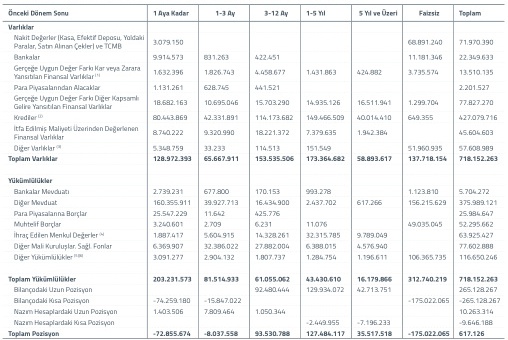 Önceki Dönem Sonu 1 Aya Kadar 1-3 Ay 3-12 Ay 1-5 Yıl 5 Yıl ve Üzeri Faizsiz Toplam
Varlıklar
Nakit Değerler (Kasa, Efektif Deposu, Yoldaki
Paralar, Satın Alınan Çekler) ve TCMB 3.079.150 68.891.240 71.970.390
Bankalar 9.914.573 831.263 422.451 11.181.346 22.349.633
Gerçeğe Uygun Değer Farkı Kar veya Zarara
Yansıtılan Finansal Varlıklar (1) 1.632.396 1.826.743 4.458.677 1.431.863 424.882 3.735.574 13.510.135
Para Piyasalarından Alacaklar 1.131.261 628.745 441.521 2.201.527
Gerçeğe Uygun Değer Farkı Diğer Kapsamlı
Gelire Yansıtılan Finansal Varlıklar 18.682.163 10.695.046 15.703.290 14.935.126 16.511.941 1.299.704 77.827.270
Krediler (2) 80.443.869 42.331.891 114.173.682 149.466.509 40.014.410 649.355 427.079.716
İtfa Edilmiş Maliyeti Üzerinden Değerlenen
Finansal Varlıklar 8.740.222 9.320.990 18.221.372 7.379.635 1.942.384 45.604.603
Diğer Varlıklar (3) 5.348.759 33.233 114.513 151.549 51.960.935 57.608.989
Toplam Varlıklar 128.972.393 65.667.911 153.535.506 173.364.682 58.893.617 137.718.154 718.152.263
Yükümlülükler
Bankalar Mevduatı 2.739.231 677.800 170.153 993.278 1.123.810 5.704.272
Diğer Mevduat 160.355.911 39.927.713 16.434.900 2.437.702 617.266 156.215.629 375.989.121
Para Piyasalarına Borçlar 25.547.229 11.642 425.776 25.984.647
Muhtelif Borçlar 3.240.601 2.709 6.231 11.076 49.035.045 52.295.662
İhraç Edilen Menkul Değerler (4) 1.887.417 5.604.915 14.328.261 32.315.785 9.789.049 63.925.427
Diğer Mali Kuruluşlar. Sağl. Fonlar 6.369.907 32.386.022 27.882.004 6.388.015 4.576.940 77.602.888
Diğer Yükümlülükler 3.091.277 2.904.132 1.807.737 1.284.754 1.196.611 106.365.735 116.650.246
Toplam Yükümlülükler 203.231.573 81.514.933 61.055.062 43.430.610 16.179.866 312.740.219 718.152.263
Bilançodaki Uzun Pozisyon 92.480.444 129.934.072 42.713.751 265.128.267
Bilançodaki Kısa Pozisyon -74.259.180 -15.847.022 -175.022.065 -265.128.267
Nazım Hesaplardaki Uzun Pozisyon 1.403.506 7.809.464 1.050.344 10.263.314
Nazım Hesaplardaki Kısa Pozisyon -2.449.955 -7.196.233 -9.646.188
Toplam Pozisyon -72.855.674 -8.037.558 93.530.788 127.484.117 35.517.518 -175.022.065 617.126